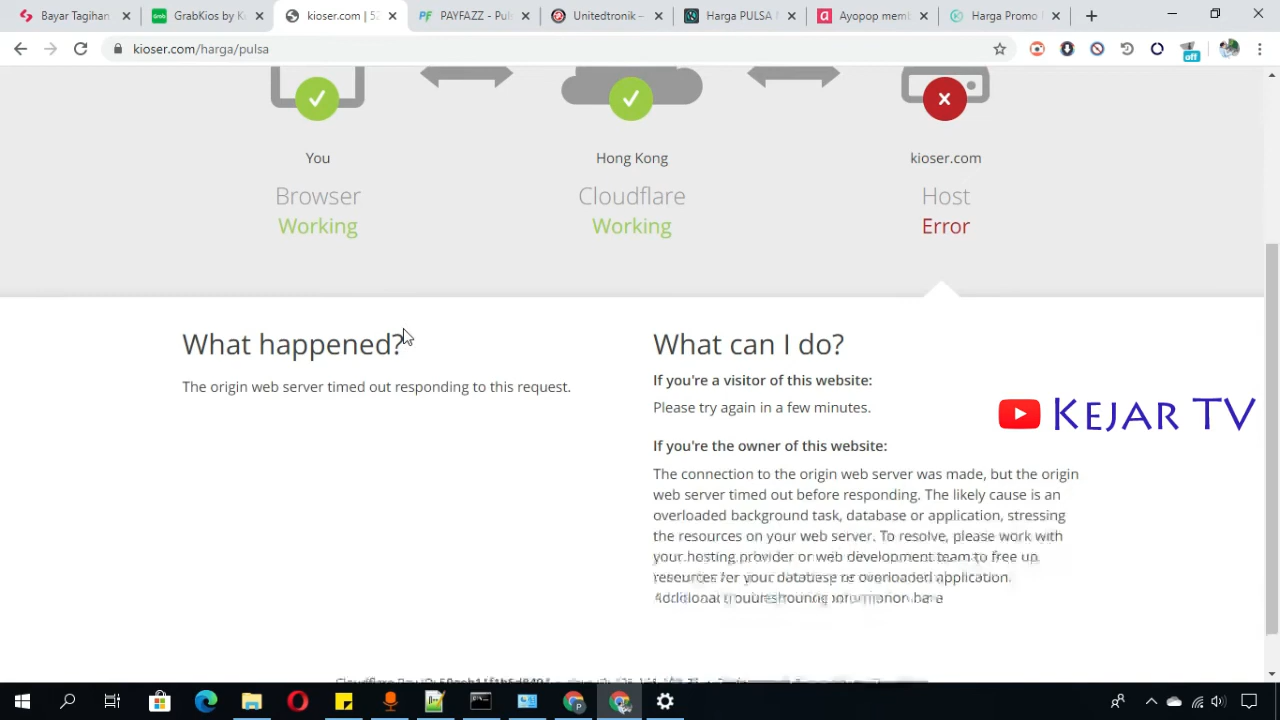 Bayar Tagihan
GrabKios by K
kioser.com | 52
PAYFAZZ - Pul
Unitedtronik –
Harga PULSA M
Ayopop memb
Harga Promo
kioser.com/harga/pulsa
off
You
Hong Kong
kioser.com
Browser
Cloudflare
Host
Working
Working
Error
What happened?
The origin web server timed out responding to this request.
What can I do?
If you're a visitor of this website:
Please try again in a few minutes.
If you're the owner of this website:
The connection to the origin web server was made, but the origin
web server timed out before responding. The likely cause is an
overloaded background task, database or application, stressing
the resources on your web server. To resolve, please work with
your hosting provider or web development team to free up
resources for your database or overloaded application.
KEJAR TV